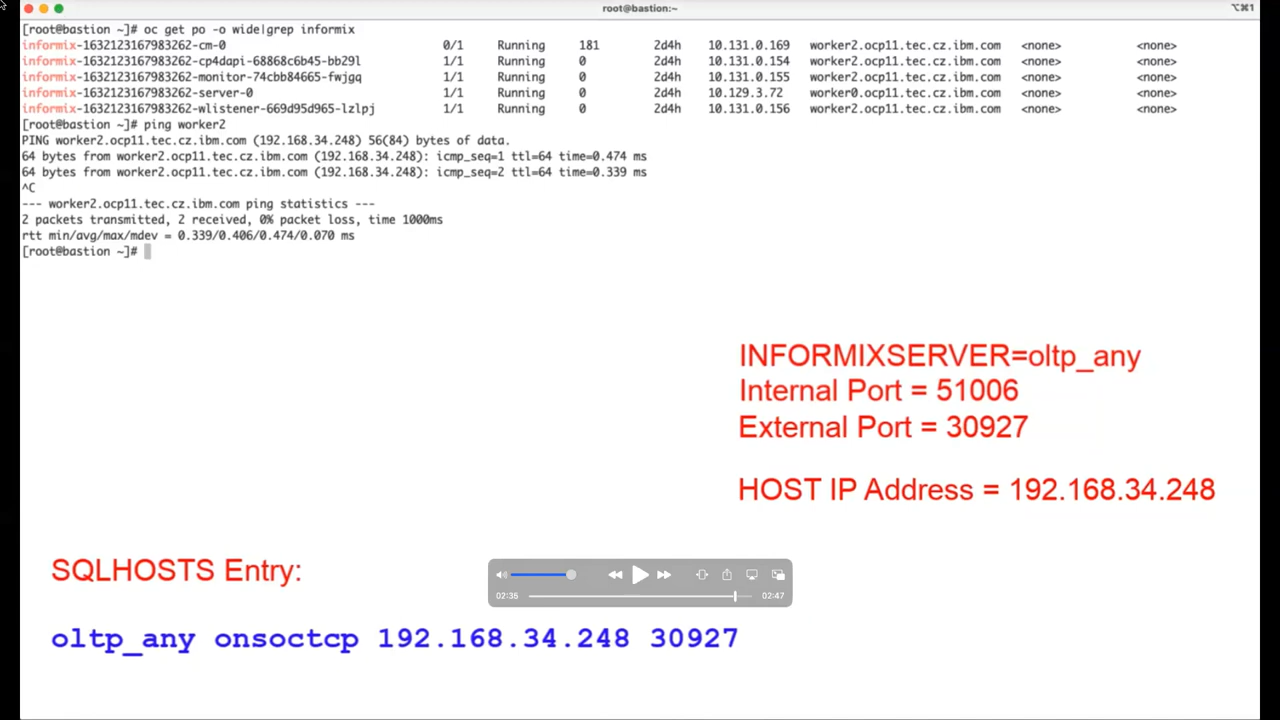 root@bastion:~
⌥⌘1
[root@bastion ~]# oc get po -o wide|grep informix
informix-1632123167983262-cm-0 0/1 Running 181 2d4h 10.131.0.169 worker2.ocp11.tec.cz.ibm.com <none> <none>
informix-1632123167983262-cp4dapi-68868c6b45-bb29l 1/1 Running 0 2d4h 10.131.0.154 worker2.ocp11.tec.cz.ibm.com <none> <none>
informix-1632123167983262-monitor-74cbb84665-fwjgq 1/1 Running 0 2d4h 10.131.0.155 worker2.ocp11.tec.cz.ibm.com <none> <none>
informix-1632123167983262-server-0 1/1 Running 0 2d4h 10.129.3.72 worker0.ocp11.tec.cz.ibm.com <none> <none>
informix-1632123167983262-wlistener-669d95d965-lzlpj 1/1 Running 0 2d4h 10.131.0.156 worker2.ocp11.tec.cz.ibm.com <none> <none>
[root@bastion ~]# ping worker2
PING worker2.ocp11.tec.cz.ibm.com (192.168.34.248) 56(84) bytes of data.
64 bytes from worker2.ocp11.tec.cz.ibm.com (192.168.34.248): icmp_seq=1 ttl=64 time=0.474 ms
64 bytes from worker2.ocp11.tec.cz.ibm.com (192.168.34.248): icmp_seq=2 ttl=64 time=0.339 ms
^C
--- worker2.ocp11.tec.cz.ibm.com ping statistics ---
2 packets transmitted, 2 received, 0% packet loss, time 1000ms
rtt min/avg/max/mdev = 0.339/0.406/0.474/0.070 ms
[root@bastion ~]#
INFORMIXSERVER=oltp_any
Internal Port = 51006
External Port = 30927
HOST IP Address = 192.168.34.248
SQLHOSTS Entry:
02:35
02:47
oltp_any onsoctcp 192.168.34.248 30927